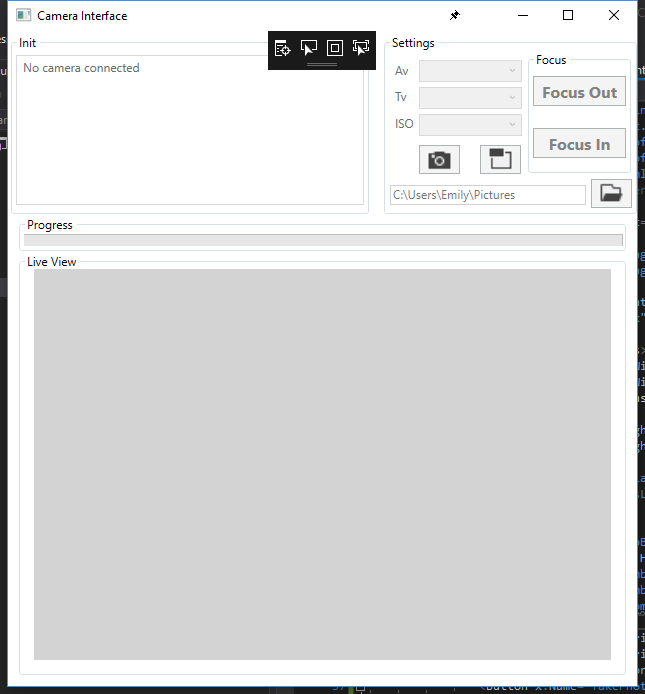 Camera Interface
Init
No camera connected
Settings
Av
Tv
ISO
Focus
Focus Out
Focus In
C:\Users\Emily\Pictures
Progress
Live View